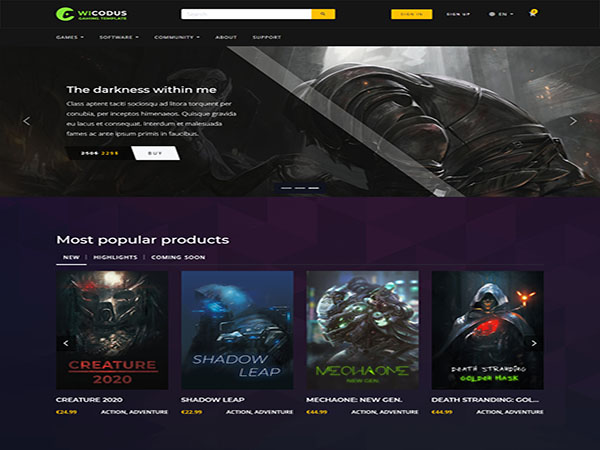 WICODUS
GAMING TEMPLATE
Search
SIGN IN
SIGN UP
EN
GAMES
SOFTWARE
COMMUNITY
ABOUT
SUPPORT
The darkness within me
Class aptent taciti sociosqu ad litora torquent per
conubia, per inceptos himenaeos. Quisque gravida
eu lacus et consequat. Interdum et malesuada
fames ac ante ipsum primis in faucibus.
BUY
Most popular products
NEW
HIGHLIGHTS
COMING SOON
CREATURE
2020
SHADOW
LEAP
MECHAONE
NEW GEN.
DEATH STRANDING
GOLDEN MASK
CREATURE 2020
SHADOW LEAP
MECHAONE: NEW GEN.
DEATH STRANDING: GOL...
€24.99
ACTION, ADVENTURE
€22.99
ACTION, ADVENTURE
€44.99
ACTION, ADVENTURE
€44.99
ACTION, ADVENTURE